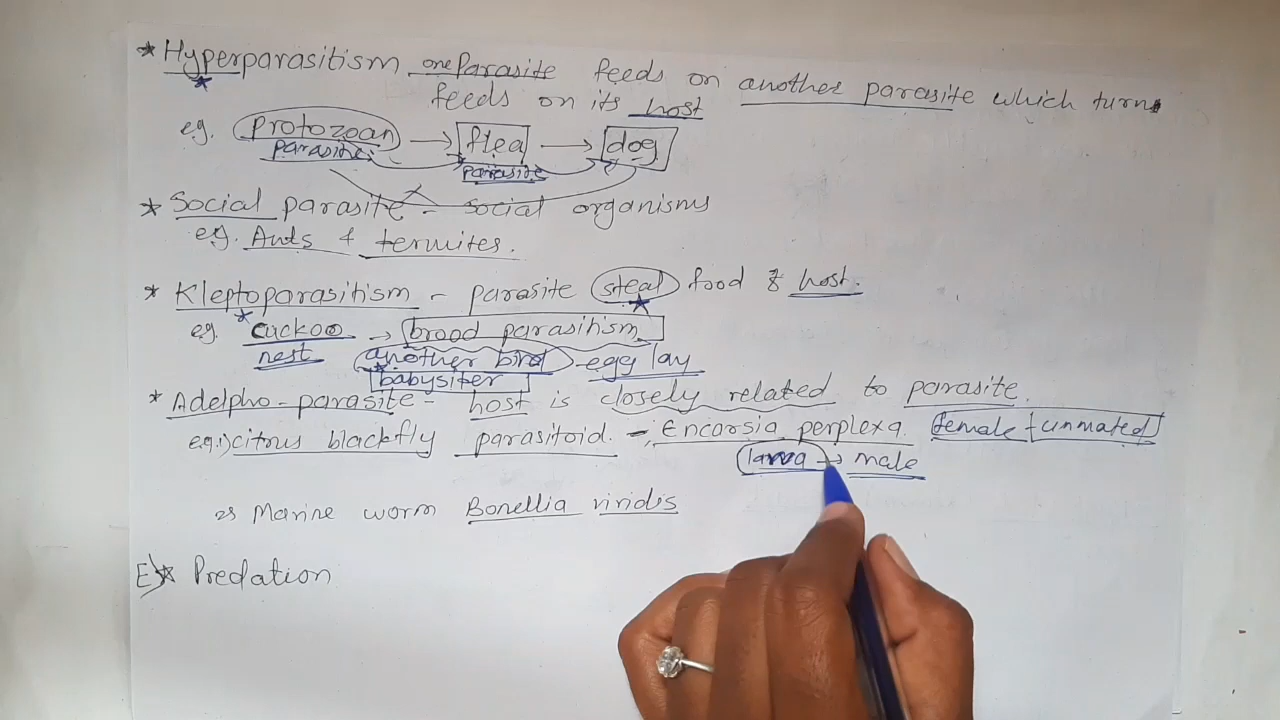 * Hyperparasitism one Parasite feeds on another parasite which turns
feeds on its host
eg. protozoan → flea → dog
parasite parasite
* Social parasite - social organisms
eg. Ants & termites.
* Kleptoparasitism - parasite steal food & host.
eg. cuckoo → brood parasitism
nest another bird - egg lay
babysiter
* Adelpho-parasite - host is closely related to parasite.
eg. 1) citrus blackfly parasitoid. - Encarsia perplexa. female + unmated
larva → male
2) Marine worm Bonellia viridis
E) * Predation